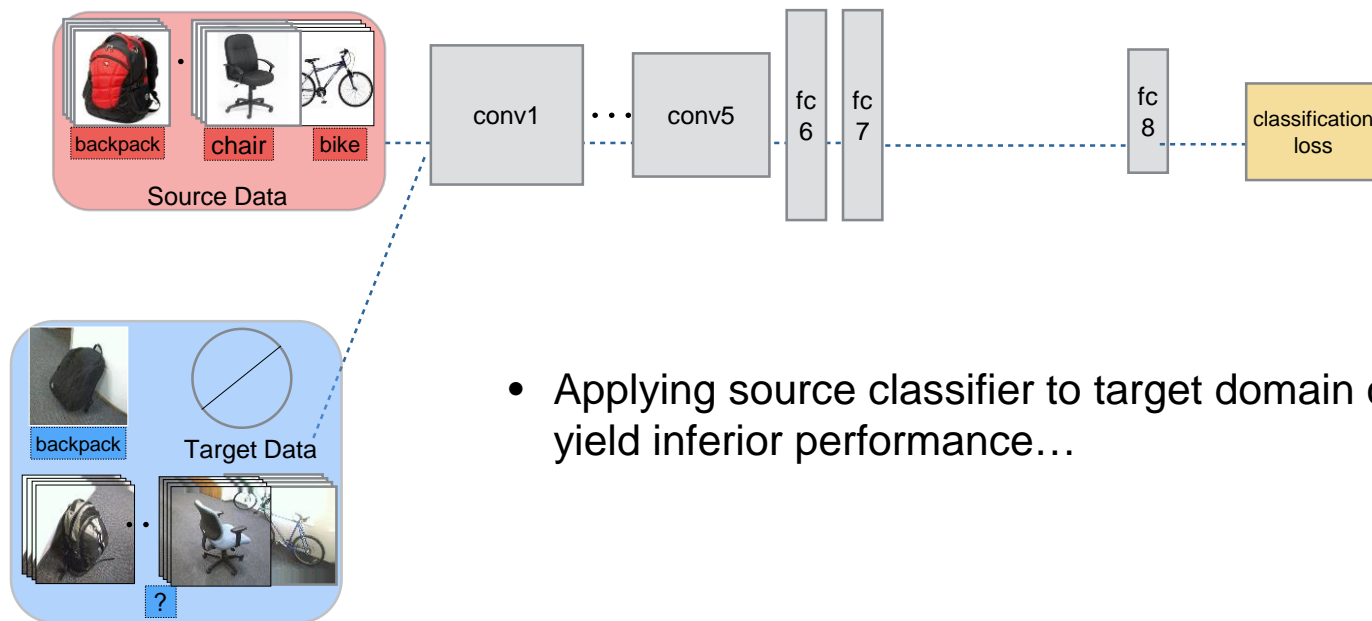 backpack
chair
bike
Source Data
conv1
...
conv5
fc
6
fc
7
fc
8
classification
loss
backpack
Target Data
?
• Applying source classifier to target domain
yield inferior performance…